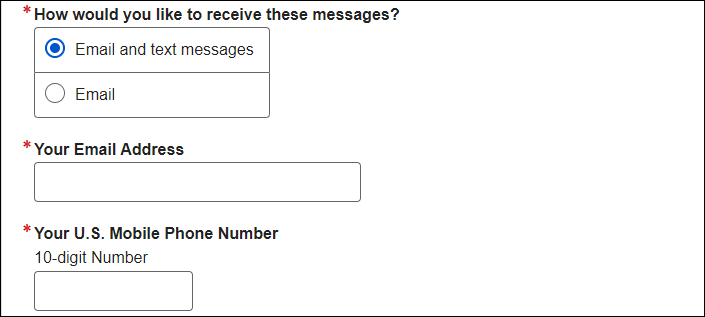 *How would you like to receive these messages?
Email and text messages
Email
*Your Email Address
*Your U.S. Mobile Phone Number
10-digit Number